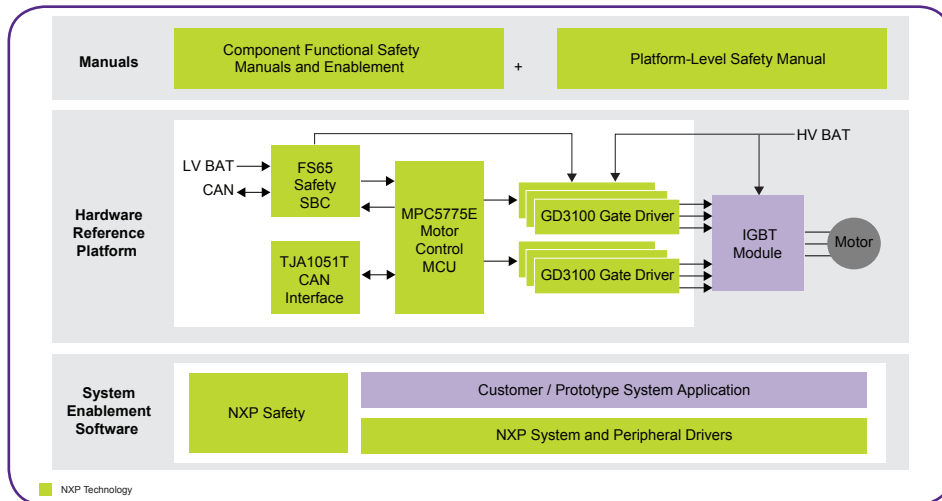 Manuals
Component Functional Safety
Manuals and Enablement
+
Platform-Level Safety Manual
Hardware
Reference
Platform
LV BAT
CAN
HV BAT
FS65
Safety
SBC
TJA1051T
CAN
Interface
MPC5775E
Motor
Control
MCU
GD3100 Gate Driver
GD3100 Gate Driver
IGBT
Module
Motor
System
Enablement
Software
NXP Safety
Customer / Prototype System Application
NXP System and Peripheral Drivers
NXP Technology